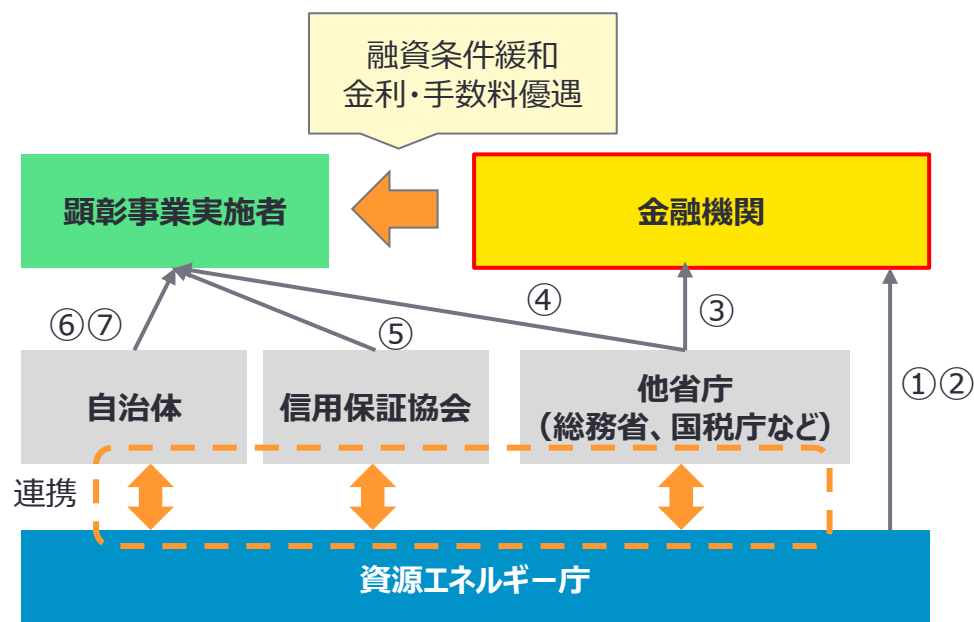 融資条件緩和
金利・手数料優遇
顕彰事業実施者
金融機関
④
③
⑥⑦
⑤
①②
自治体
信用保証協会
他省庁
（総務省、国税庁など）
連携
資源エネルギー庁